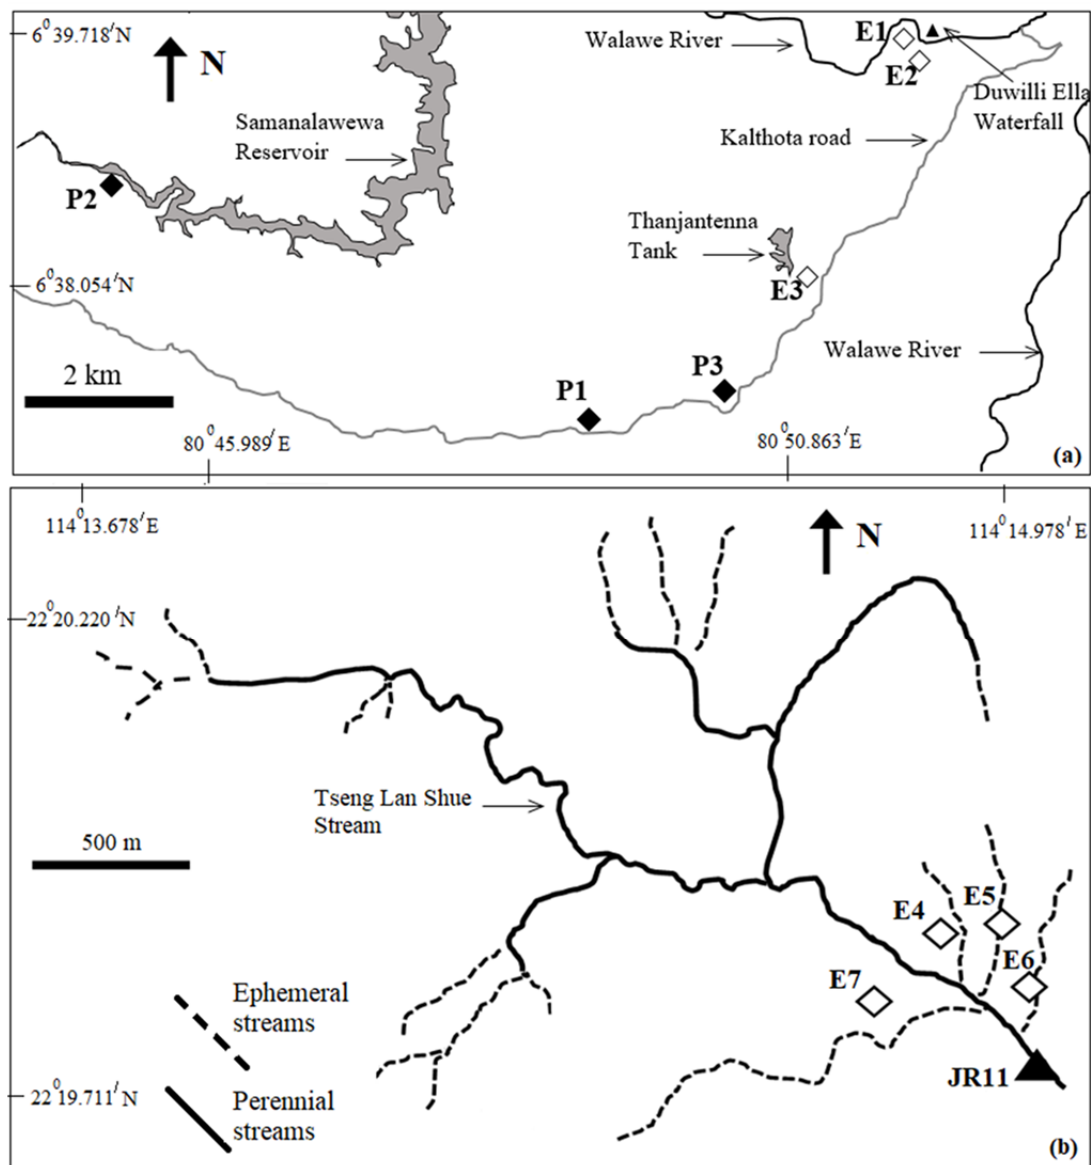 6⁰39.718′N
N
Walawe River
E1
E2
Duwilli Ella
Waterfall
Samanalawewa
Reservoir
Kalthota road
P2
Thanjantenna
Tank
6⁰38.054′N
E3
Walawe River
2 km
P1
P3
80⁰45.989′E
80⁰50.863′E
(a)
114⁰13.678′E
N
114⁰14.978′E
22⁰20.220′N
Tseng Lan Shue
Stream
500 m
E4
E5
E6
E7
Ephemeral
streams
JR11
22⁰19.711′N
Perennial
streams
(b)